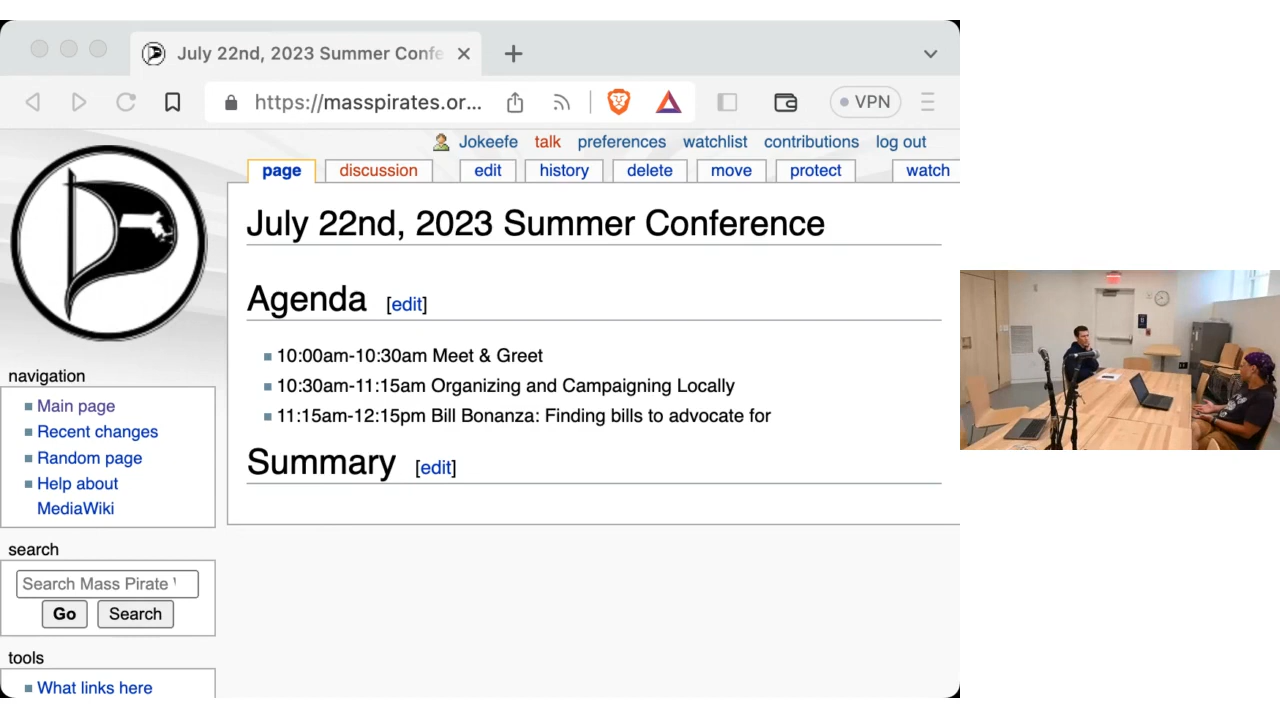 July 22nd, 2023 Summer Confe
https://masspirates.or...
VPN
Jokeefe talk preferences watchlist contributions log out
page discussion edit history delete move protect watch
July 22nd, 2023 Summer Conference
Agenda [edit]
10:00am-10:30am Meet & Greet
10:30am-11:15am Organizing and Campaigning Locally
11:15am-12:15pm Bill Bonanza: Finding bills to advocate for
Summary [edit]
navigation
Main page
Recent changes
Random page
Help about
MediaWiki
search
Search Mass Pirate
Go Search
tools
What links here